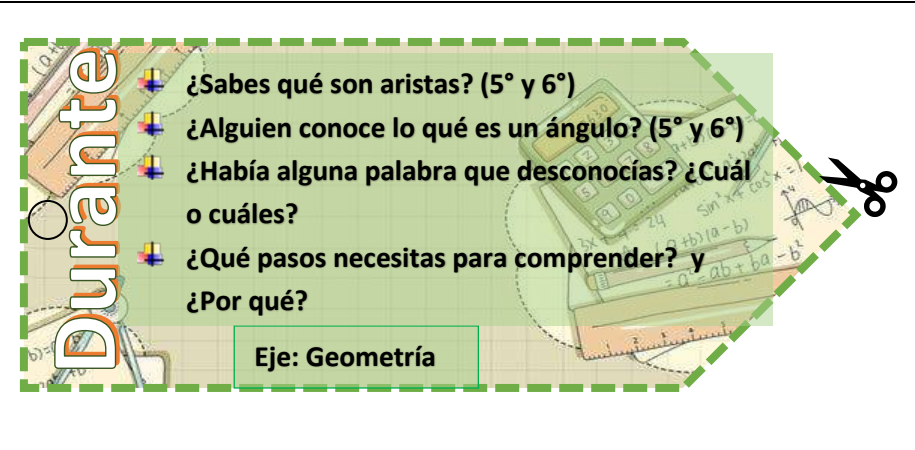 Durante
¿Sabes qué son aristas? (5° y 6°)
¿Alguien conoce lo qué es un ángulo? (5° y 6°)
¿Había alguna palabra que desconocías? ¿Cuál
o cuáles?
¿Qué pasos necesitas para comprender? y
¿Por qué?
Eje: Geometría